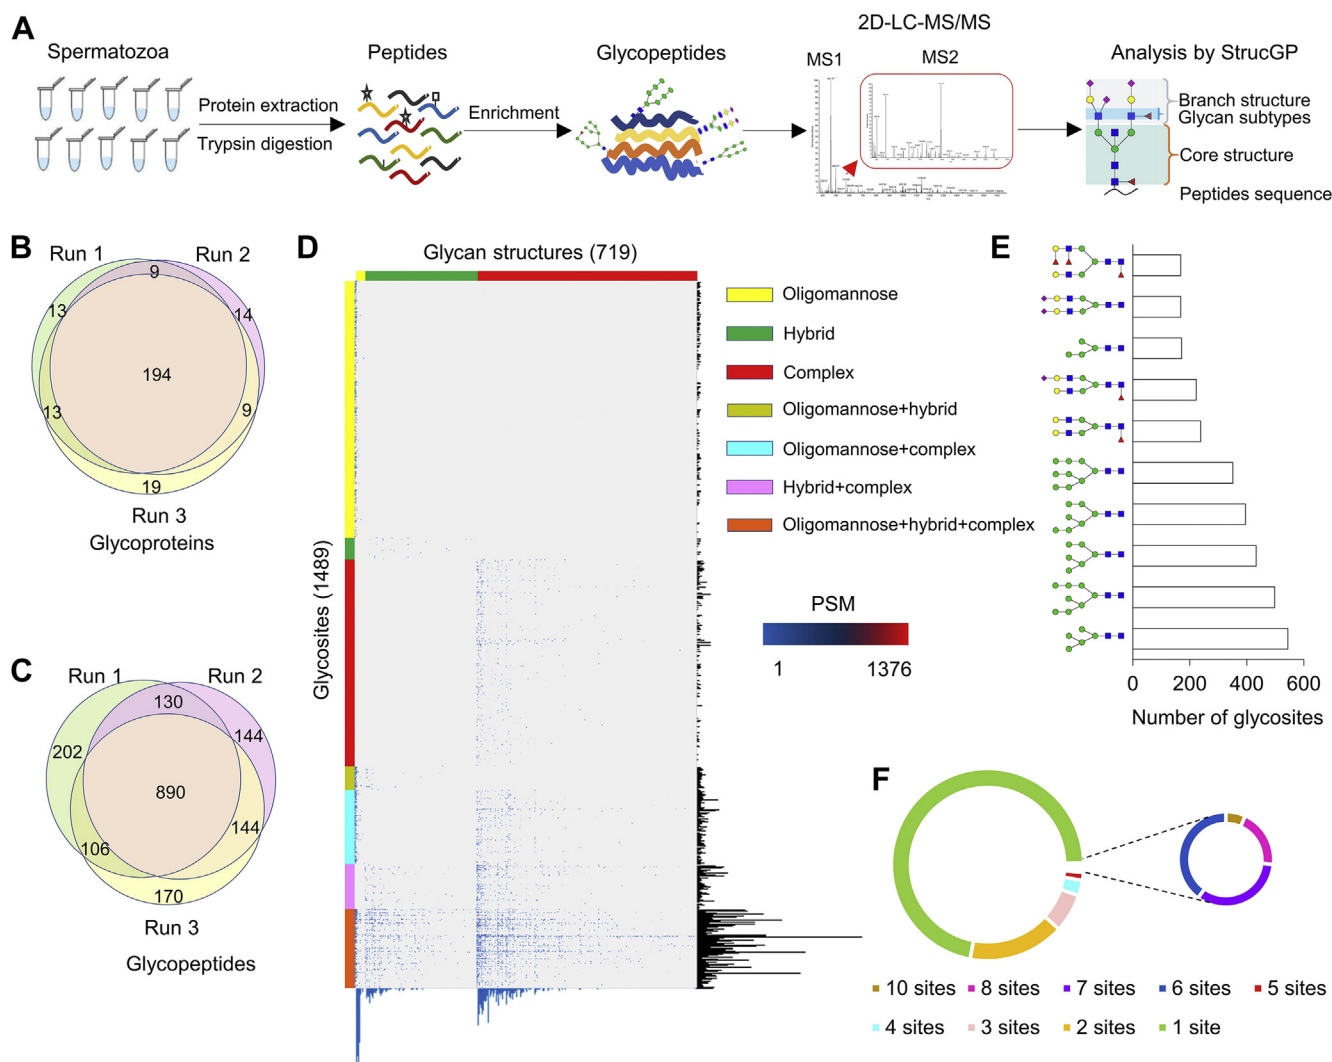 A
Spermatozoa
Protein extraction
Trypsin digestion
Peptides
Enrichment
Glycopeptides
2D-LC-MS/MS
MS1
MS2
Analysis by StrucGP
Branch structure
Glycan subtypes
Core structure
Peptides sequence
B
Run 1
Run 2
9
13
14
194
13
9
19
Run 3
Glycoproteins
C
Run 1
Run 2
130
202
144
890
106
144
170
Run 3
Glycopeptides
D
Glycan structures (719)
Glycosites (1489)
Oligomannose
Hybrid
Complex
Oligomannose+hybrid
Oligomannose+complex
Hybrid+complex
Oligomannose+hybrid+complex
PSM
1 1376
E
0 200 400 600
Number of glycosites
F
10 sites 8 sites 7 sites 6 sites 5 sites
4 sites 3 sites 2 sites 1 site